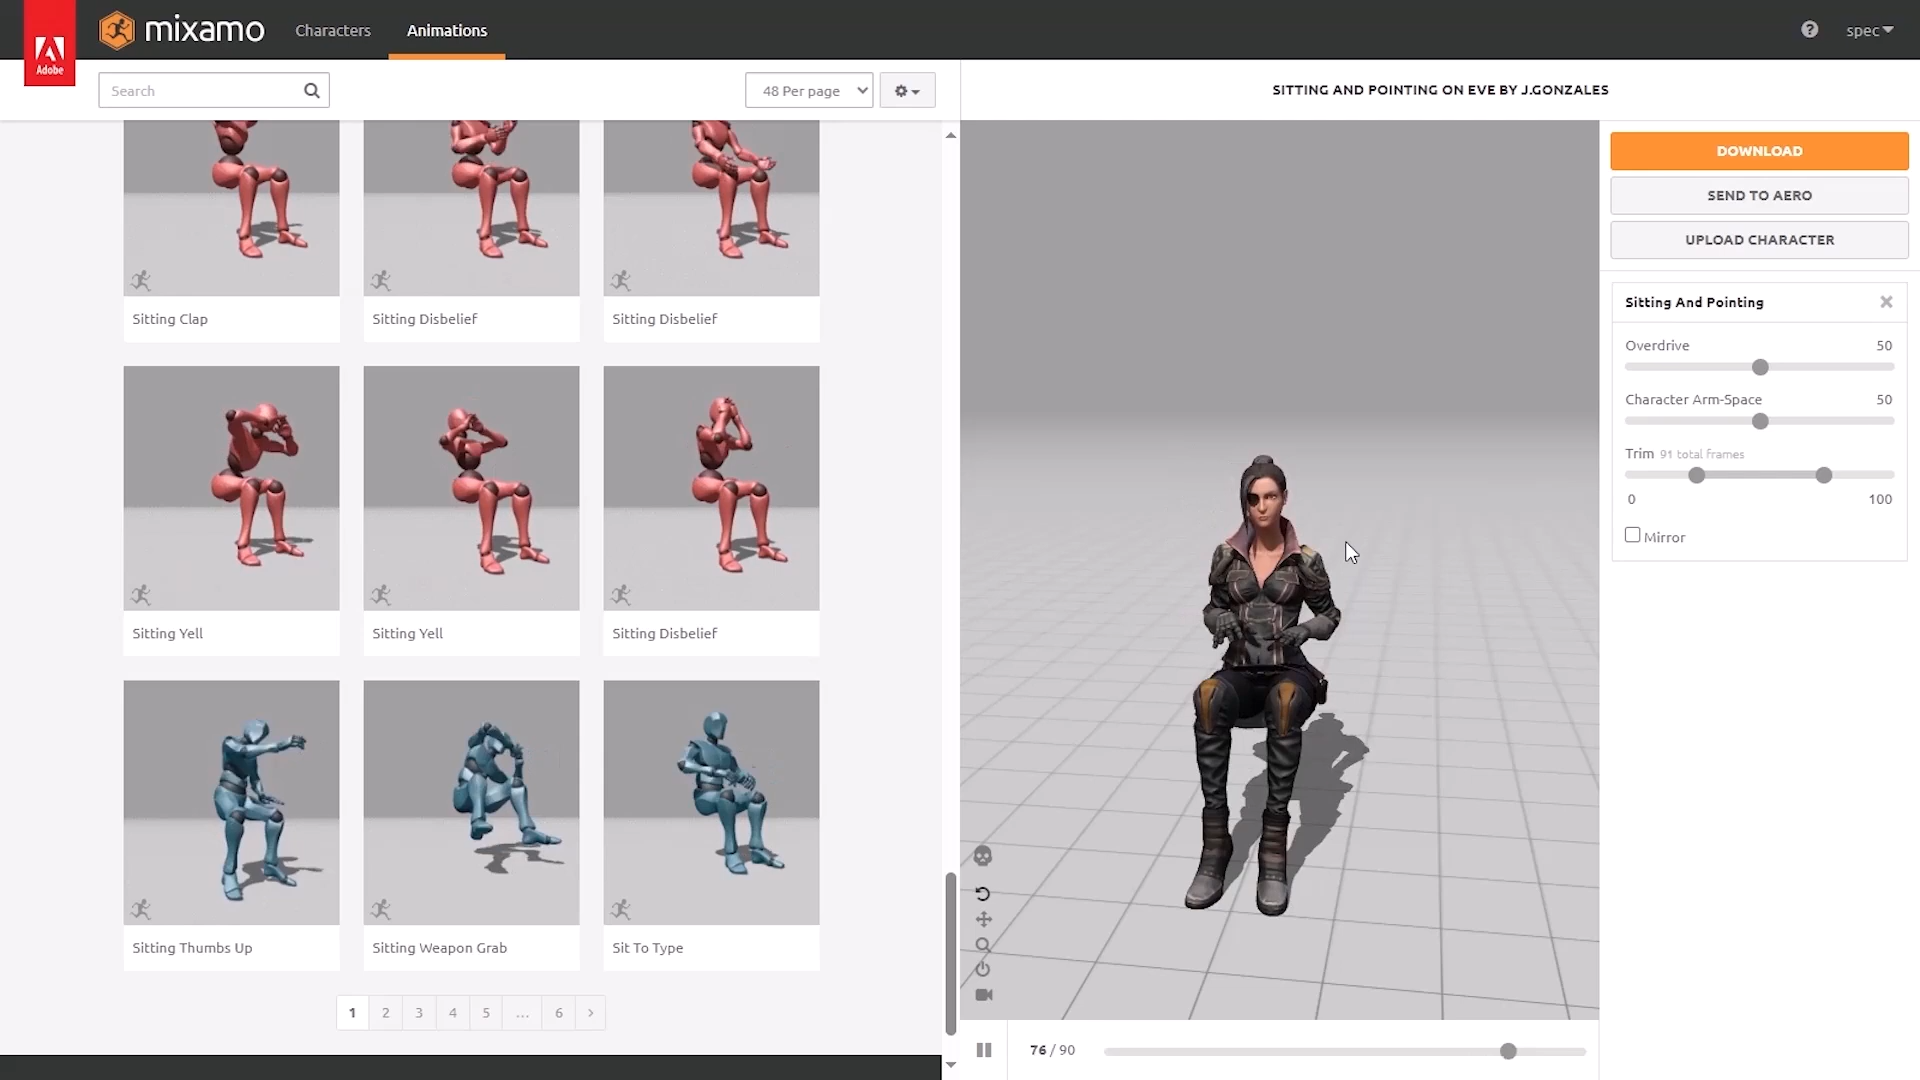 Adobe
mixamo
Characters
Animations
spec
Search
48 Per page
SITTING AND POINTING ON EVE BY J.GONZALES
DOWNLOAD
SEND TO AERO
UPLOAD CHARACTER
Sitting And Pointing
Overdrive 50
Character Arm-Space 50
Trim 91 total frames
0 100
Mirror
Sitting Clap
Sitting Disbelief
Sitting Disbelief
Sitting Yell
Sitting Yell
Sitting Disbelief
Sitting Thumbs Up
Sitting Weapon Grab
Sit To Type
1 2 3 4 5 ... 6 >
76 / 90